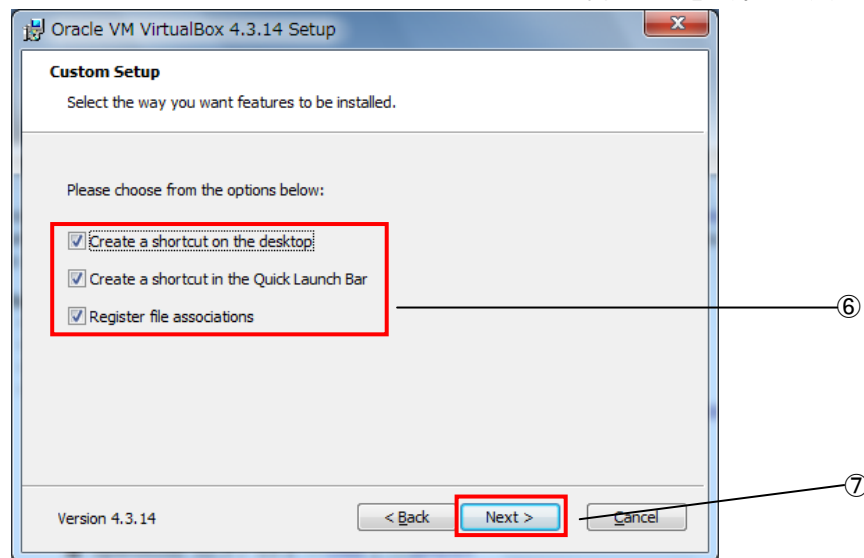 Oracle VM VirtualBox 4.3.14 Setup
Custom Setup
Select the way you want features to be installed.
Please choose from the options below:
Create a shortcut on the desktop
Create a shortcut in the Quick Launch Bar
Register file associations
⑥
⑦
Version 4.3.14
< Back
Next >
Cancel